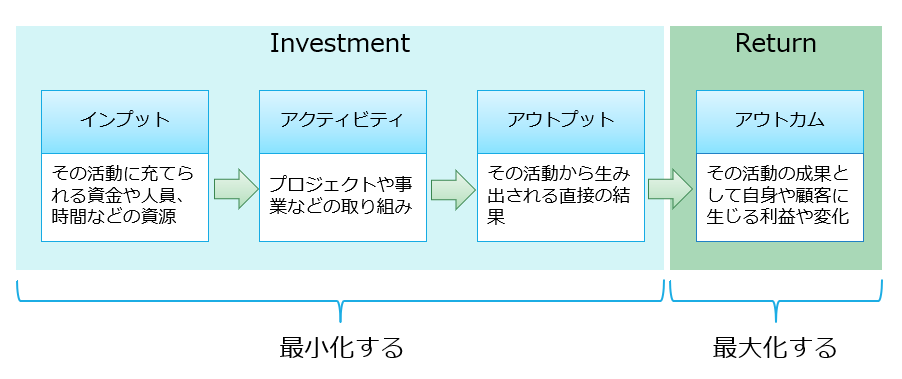 Investment
Return
インプット
その活動に充てら
れる資金や人員、
時間などの資源
アクティビティ
プロジェクトや事
業などの取り組み
アウトプット
その活動から生み
出される直接の結
果
アウトカム
その活動の成果と
して自身や顧客に
生じる利益や変化
最小化する
最大化する